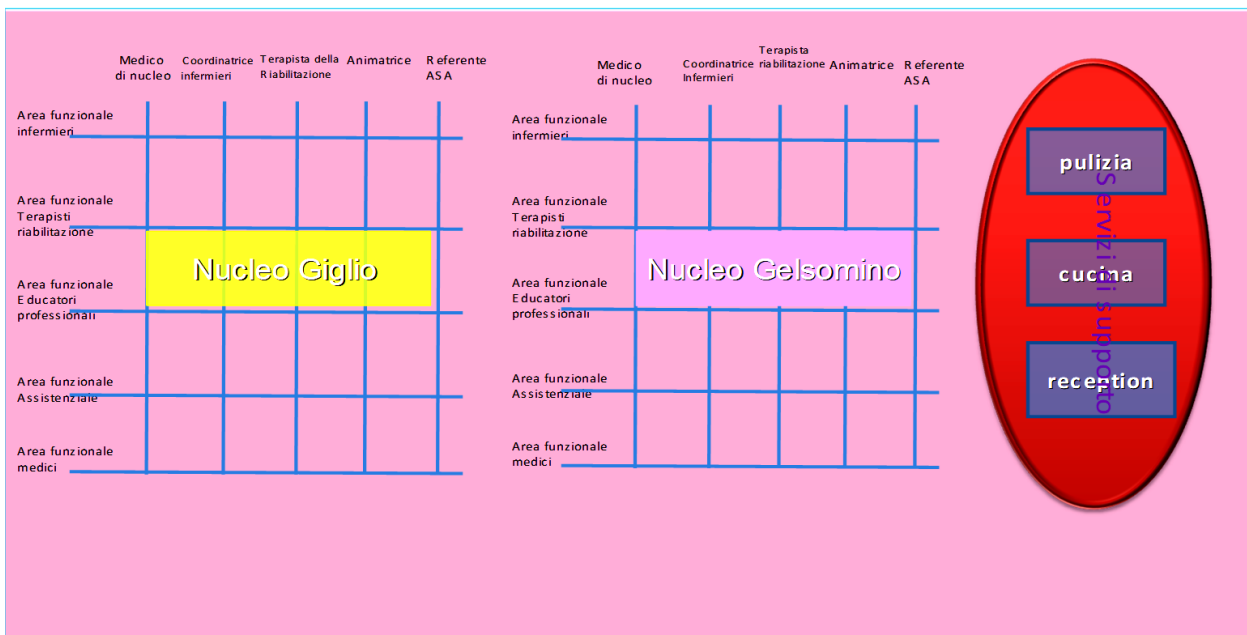 Medico
di nucleo
Coordinatrice
infermieri
Terapista della
Riabilitazione
Animatrice
Referente
ASA
Area funzionale
infermieri
Area funzionale
Terapisti
riabilitazione
Nucleo Giglio
Area funzionale
Educatori
professionali
Area funzionale
Assistenziale
Area funzionale
medici
Medico
di nucleo
Coordinatrice
Infermieri
Terapista
riabilitazione
Animatrice
Referente
ASA
Area funzionale
infermieri
Area funzionale
Terapisti
riabilitazione
Nucleo Gelsomino
Area funzionale
Educatori
professionali
Area funzionale
Assistenziale
Area funzionale
medici
Servizi di supporto
pulizia
cucina
reception